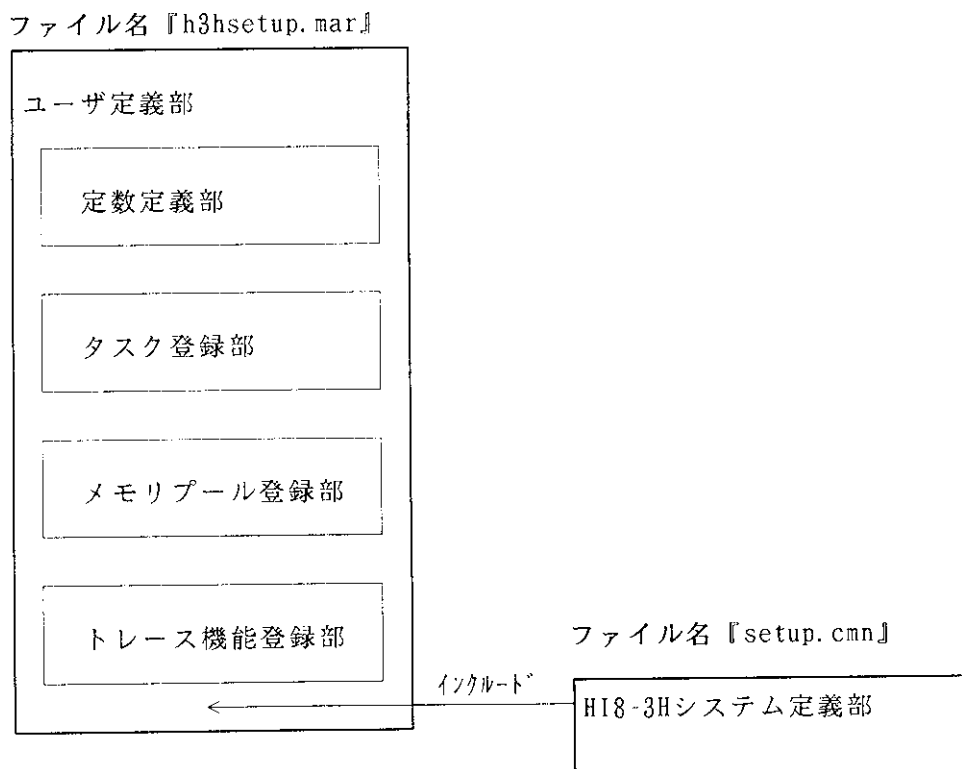 ファイル名『h3hsetup.mar』
ユーザ定義部
定数定義部
タスク登録部
メモリプール登録部
トレース機能登録部
ファイル名『setup.cmn』
インクルード
HI8-3Hシステム定義部